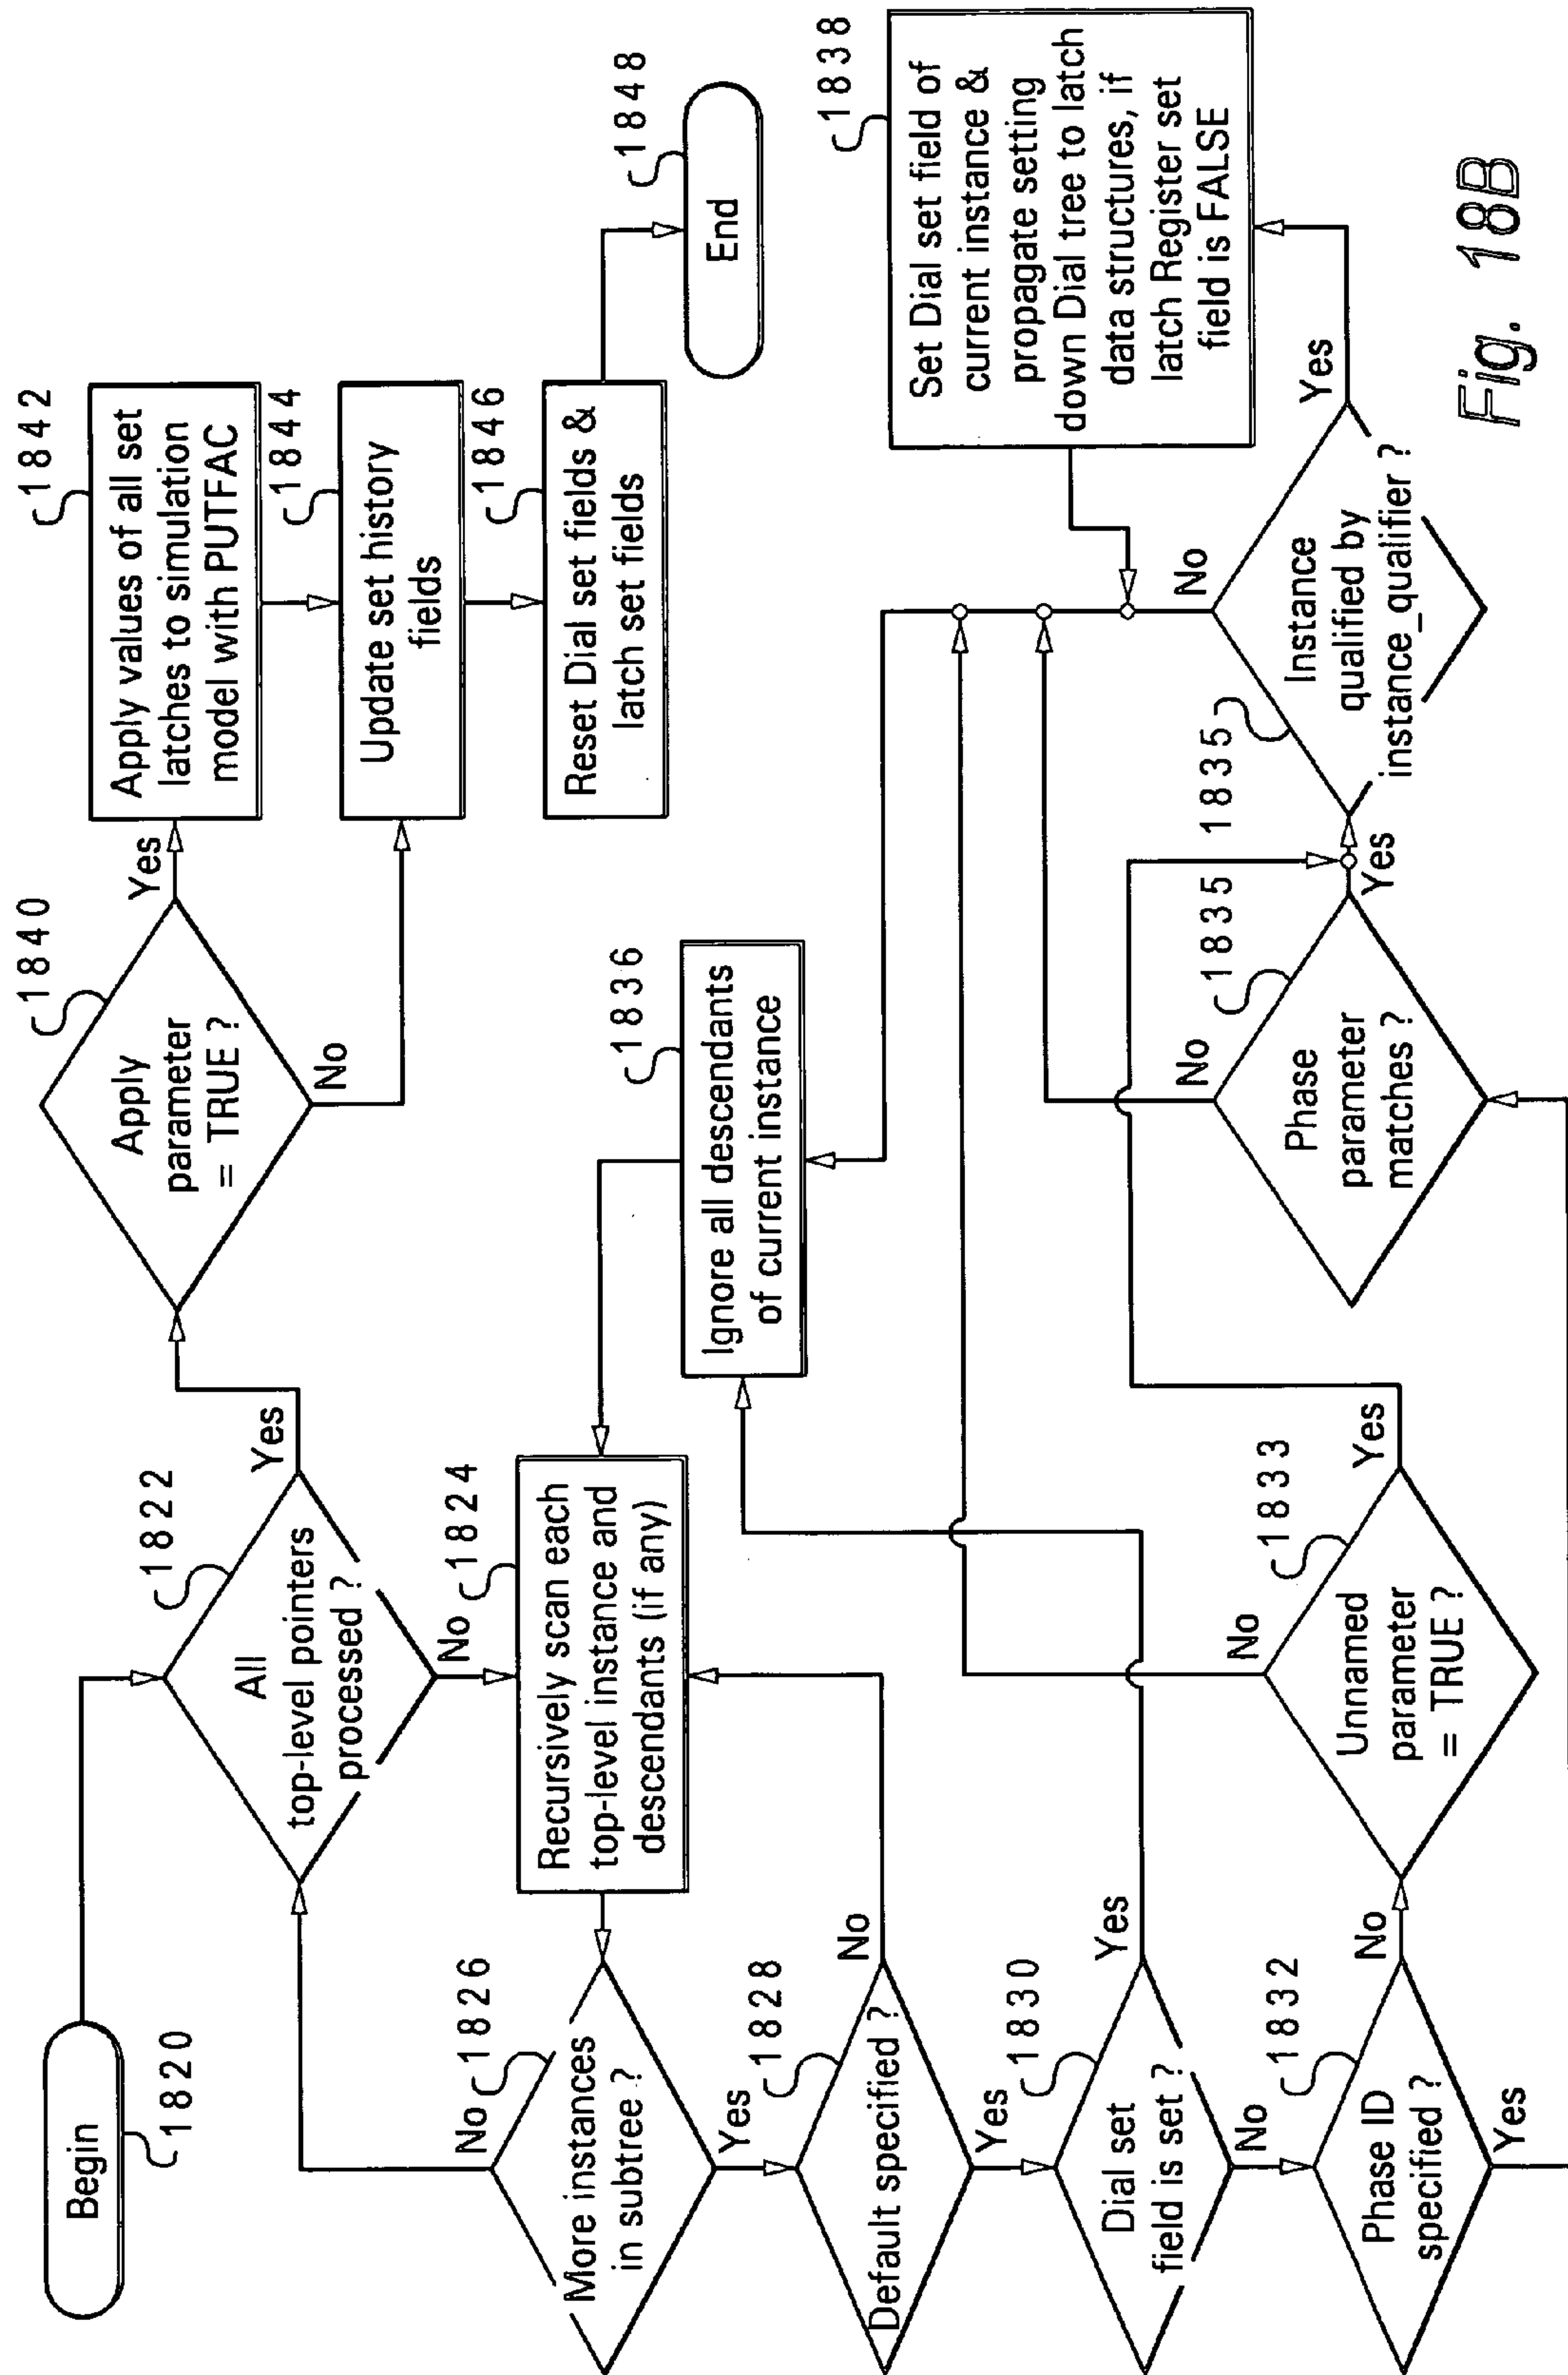 Begin
1820
All
top-level pointers
processed ?
1822
Yes
No
Recursively scan each
top-level instance and
descendants (if any)
1824
More instances
in subtree ?
1826
No
Yes
Default specified ?
1828
No
Yes
Dial set
field is set ?
1830
Yes
No
Phase ID
specified ?
1832
No
Yes
Unnamed
parameter
= TRUE ?
1833
No
Yes
Phase
parameter
matches ?
1835
No
Yes
Instance
qualified by
instance_qualifier ?
1835
No
Yes
Ignore all descendants
of current instance
1836
Set Dial set field of
current instance &
propagate setting
down Dial tree to latch
data structures, if
latch Register set
field is FALSE
1838
Apply
parameter
= TRUE ?
1840
Yes
No
Apply values of all set
latches to simulation
model with PUTFAC
1842
Update set history
fields
1844
Reset Dial set fields &
latch set fields
1846
End
1848
Fig. 18B